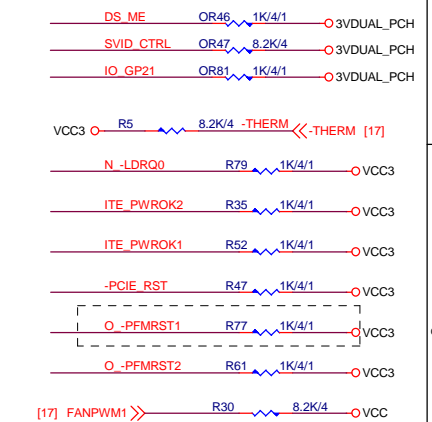 DS_ME OR46 1K/4/1 3VDUAL_PCH
SVID_CTRL OR47 8.2K/4 3VDUAL_PCH
IO_GP21 OR81 1K/4/1 3VDUAL_PCH
VCC3 R5 8.2K/4 -THERM -THERM [17]
N_-LDRQ0 R79 1K/4/1 VCC3
ITE_PWROK2 R35 1K/4/1 VCC3
ITE_PWROK1 R52 1K/4/1 VCC3
-PCIE_RST R47 1K/4/1 VCC3
O_-PFMRST1 R77 1K/4/1 VCC3
O_-PFMRST2 R61 1K/4/1 VCC3
[17] FANPWM1 R30 8.2K/4 VCC